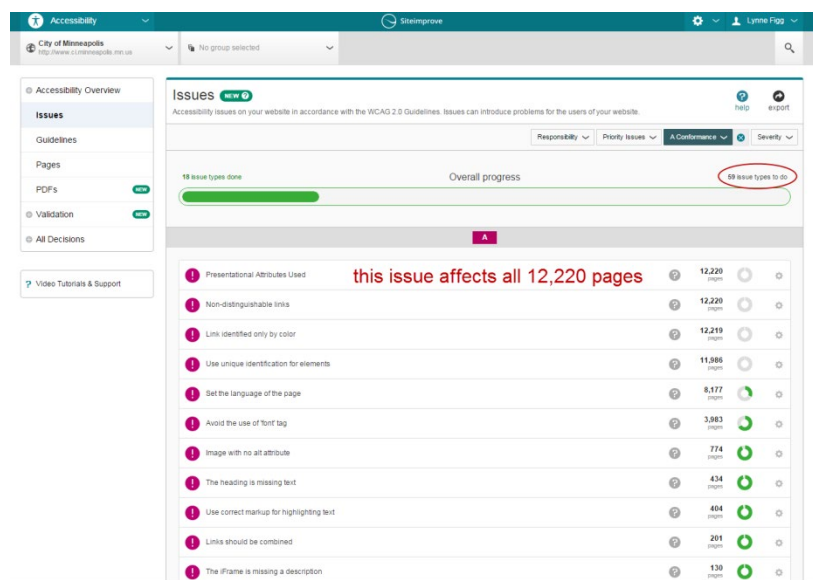 Accessibility
Siteimprove
Lynne Figg
City of Minneapolis
http://www.ci.minneapolis.mn.us
No group selected
Accessibility Overview
Issues
Guidelines
Pages
PDFs NEW
Validation NEW
All Decisions
? Video Tutorials & Support
Issues NEW ?
Accessibility issues on your website in accordance with the WCAG 2.0 Guidelines. Issues can introduce problems for the users of your website.
? help
export
Responsibility
Priority Issues
A Conformance
Severity
18 issue types done
Overall progress
59 issue types to do
A
! Presentational Attributes Used
this issue affects all 12,220 pages
? 12,220 pages
! Non-distinguishable links ? 12,220 pages
! Link identified only by color ? 12,219 pages
! Use unique identification for elements ? 11,986 pages
! Set the language of the page ? 8,177 pages
! Avoid the use of 'font' tag ? 3,983 pages
! Image with no alt attribute ? 774 pages
! The heading is missing text ? 434 pages
! Use correct markup for highlighting text ? 404 pages
! Links should be combined ? 201 pages
! The iFrame is missing a description ? 130 pages